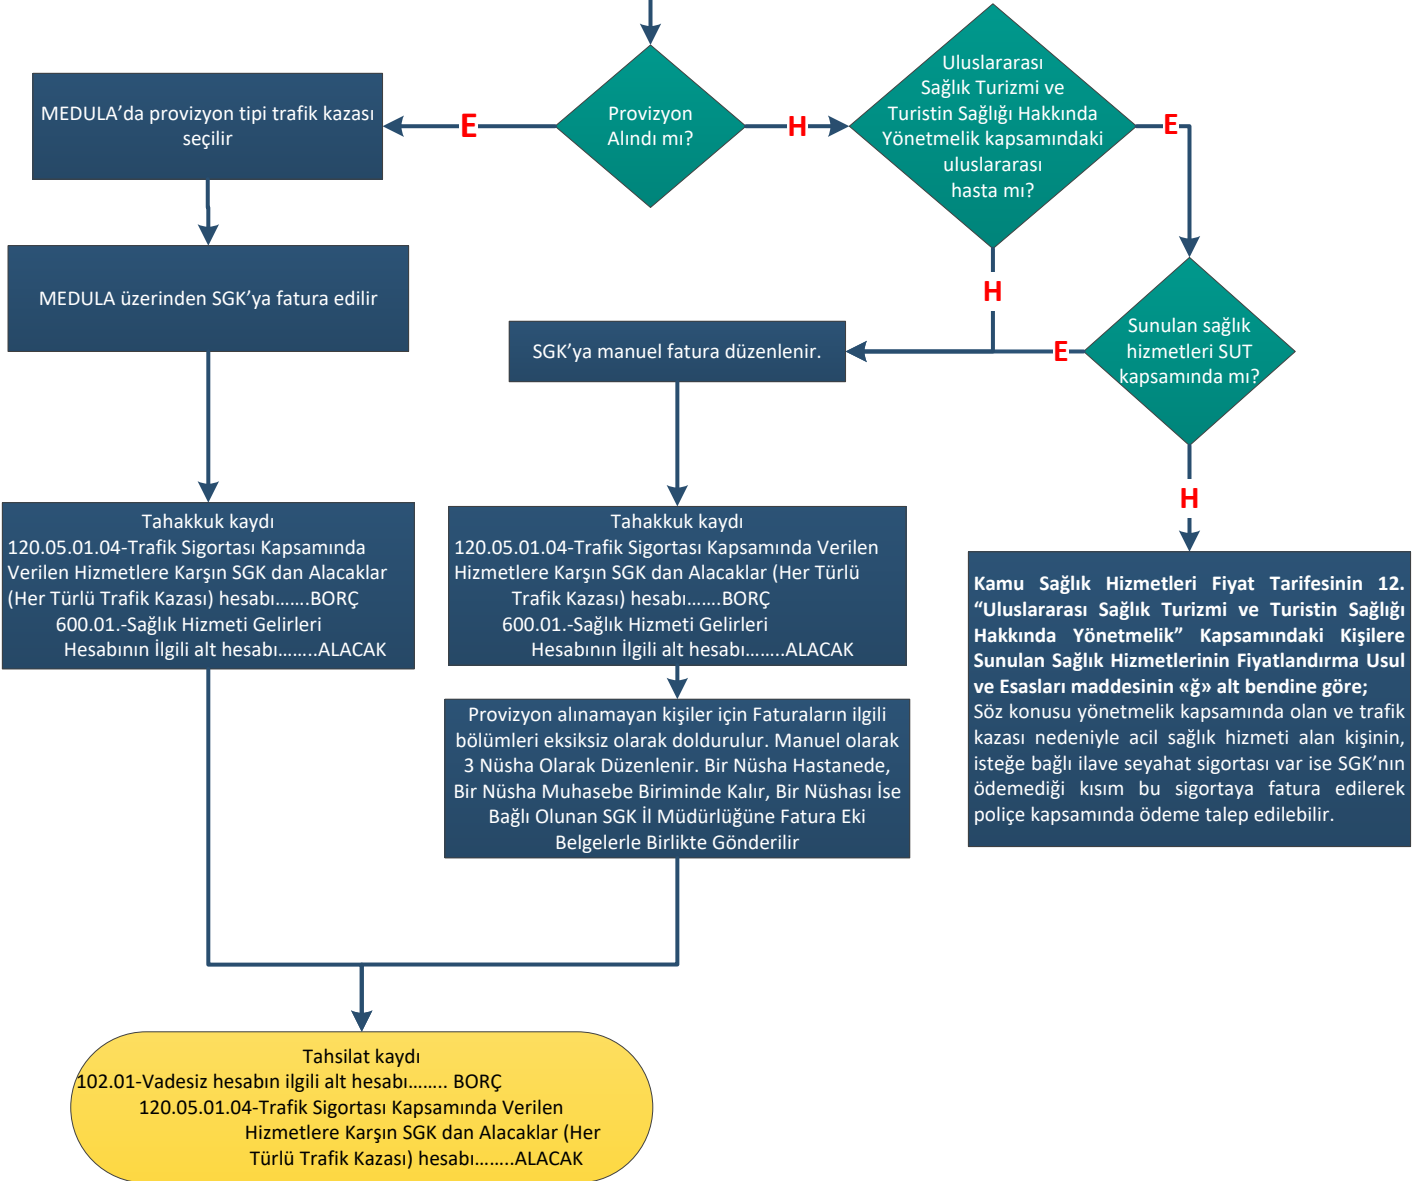 MEDULA’da provizyon tipi trafik kazası
seçilir
E
Provizyon
Alındı mı?
H
Uluslararası
Sağlık Turizmi ve
Turistin Sağlığı Hakkında
Yönetmelik kapsamındaki
uluslararası
hasta mı?
E
MEDULA üzerinden SGK’ya fatura edilir
H
SGK’ya manuel fatura düzenlenir.
E
Sunulan sağlık
hizmetleri SUT
kapsamında mı?
H
Tahakkuk kaydı
120.05.01.04-Trafik Sigortası Kapsamında
Verilen Hizmetlere Karşın SGK dan Alacaklar
(Her Türlü Trafik Kazası) hesabı…….BORÇ
600.01.-Sağlık Hizmeti Gelirleri
Hesabının İlgili alt hesabı……..ALACAK
Tahakkuk kaydı
120.05.01.04-Trafik Sigortası Kapsamında Verilen
Hizmetlere Karşın SGK dan Alacaklar (Her Türlü
Trafik Kazası) hesabı…….BORÇ
600.01.-Sağlık Hizmeti Gelirleri
Hesabının İlgili alt hesabı……..ALACAK
Provizyon alınamayan kişiler için Faturaların ilgili
bölümleri eksiksiz olarak doldurulur. Manuel olarak
3 Nüsha Olarak Düzenlenir. Bir Nüsha Hastanede,
Bir Nüsha Muhasebe Biriminde Kalır, Bir Nüshası İse
Bağlı Olunan SGK İl Müdürlüğüne Fatura Eki
Belgelerle Birlikte Gönderilir
Kamu Sağlık Hizmetleri Fiyat Tarifesinin 12.
“Uluslararası Sağlık Turizmi ve Turistin Sağlığı
Hakkında Yönetmelik” Kapsamındaki Kişilere
Sunulan Sağlık Hizmetlerinin Fiyatlandırma Usul
ve Esasları maddesinin «ğ» alt bendine göre;
Söz konusu yönetmelik kapsamında olan ve trafik
kazası nedeniyle acil sağlık hizmeti alan kişinin,
isteğe bağlı ilave seyahat sigortası var ise SGK’nın
ödemediği kısım bu sigortaya fatura edilerek
poliçe kapsamında ödeme talep edilebilir.
Tahsilat kaydı
102.01-Vadesiz hesabın ilgili alt hesabı…….. BORÇ
120.05.01.04-Trafik Sigortası Kapsamında Verilen
Hizmetlere Karşın SGK dan Alacaklar (Her
Türlü Trafik Kazası) hesabı……..ALACAK